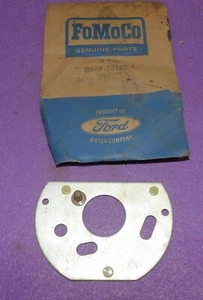 FoMoCo
GENUINE PARTS
PRODUCT OF
Ford
MOTOR COMPANY